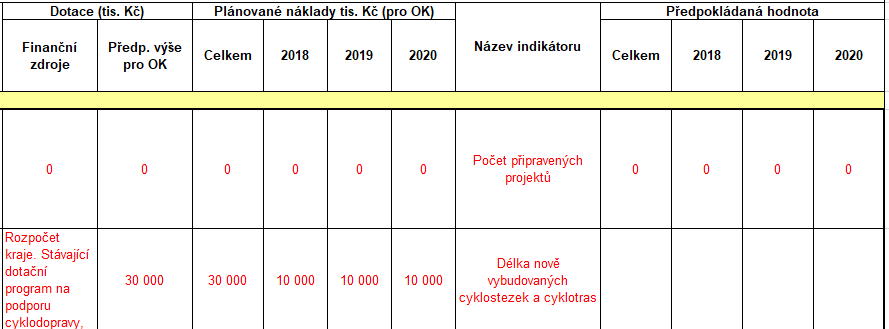 Dotace (tis. Kč) Plánované náklady tis. Kč (pro OK) Název indikátoru Předpokládaná hodnota
Finanční zdroje Předp. výše pro OK Celkem 2018 2019 2020 Celkem 2018 2019 2020
0 0 0 0 0 0 Počet připravených projektů 0 0 0 0
Rozpočet
kraje. Stávající
dotační
program na
podporu
cyklodopravy,
30 000 30 000 10 000 10 000 10 000
Délka nově
vybudovaných
cyklostezek a cyklotras